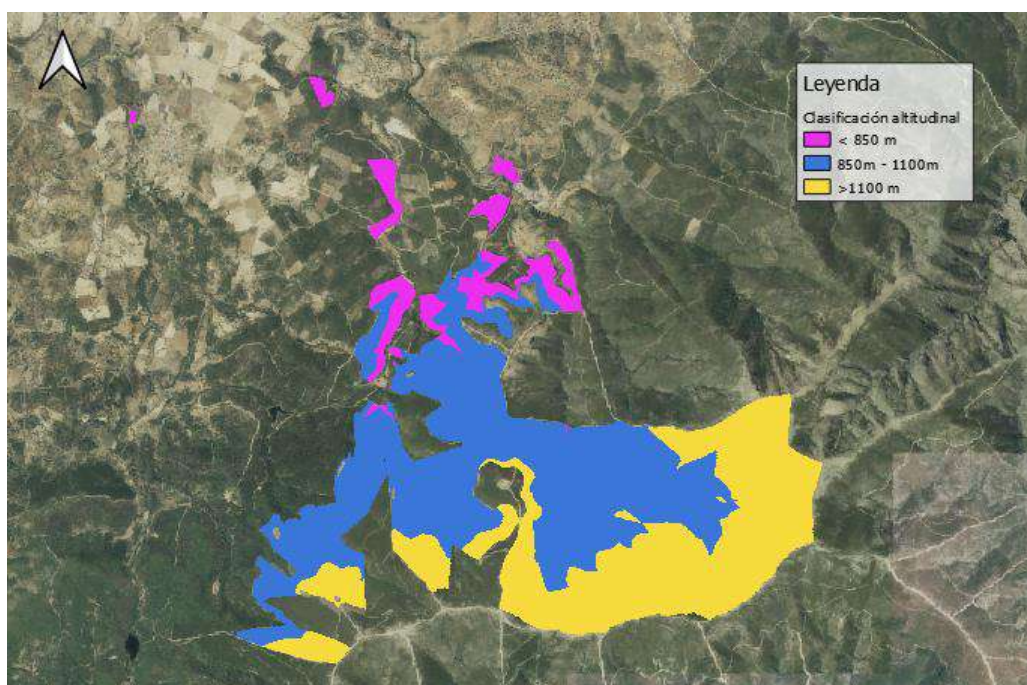 Leyenda
Clasificación altitudinal
< 850 m
850m - 1100m
>1100 m